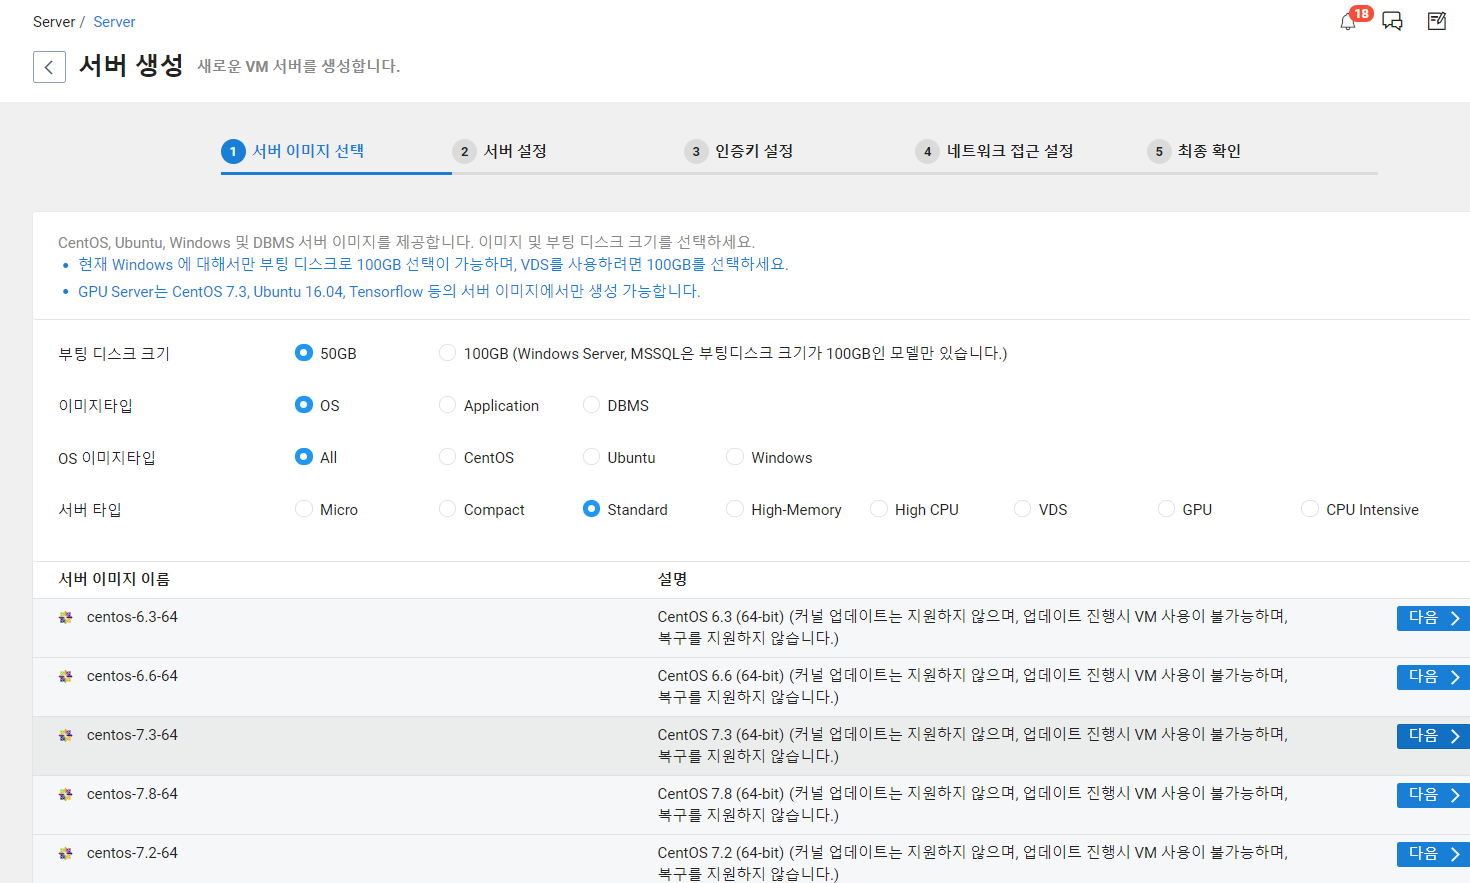 Server / Server
18
서버 생성 새로운 VM 서버를 생성합니다.
1 서버 이미지 선택 2 서버 설정 3 인증키 설정 4 네트워크 접근 설정 5 최종 확인
CentOS, Ubuntu, Windows 및 DBMS 서버 이미지를 제공합니다. 이미지 및 부팅 디스크 크기를 선택하세요.
• 현재 Windows 에 대해서만 부팅 디스크로 100GB 선택이 가능하며, VDS를 사용하려면 100GB를 선택하세요.
• GPU Server는 CentOS 7.3, Ubuntu 16.04, Tensorflow 등의 서버 이미지에서만 생성 가능합니다.
부팅 디스크 크기 50GB 100GB (Windows Server, MSSQL은 부팅디스크 크기가 100GB인 모델만 있습니다.)
이미지타입 OS Application DBMS
OS 이미지타입 All CentOS Ubuntu Windows
서버 타입 Micro Compact Standard High-Memory High CPU VDS GPU CPU Intensive
서버 이미지 이름 설명
centos-6.3-64 CentOS 6.3 (64-bit) (커널 업데이트는 지원하지 않으며, 업데이트 진행시 VM 사용이 불가능하며, 다음
복구를 지원하지 않습니다.)
centos-6.6-64 CentOS 6.6 (64-bit) (커널 업데이트는 지원하지 않으며, 업데이트 진행시 VM 사용이 불가능하며, 다음
복구를 지원하지 않습니다.)
centos-7.3-64 CentOS 7.3 (64-bit) (커널 업데이트는 지원하지 않으며, 업데이트 진행시 VM 사용이 불가능하며, 다음
복구를 지원하지 않습니다.)
centos-7.8-64 CentOS 7.8 (64-bit) (커널 업데이트는 지원하지 않으며, 업데이트 진행시 VM 사용이 불가능하며, 다음
복구를 지원하지 않습니다.)
centos-7.2-64 CentOS 7.2 (64-bit) (커널 업데이트는 지원하지 않으며, 업데이트 진행시 VM 사용이 불가능하며, 다음
복구를 지원하지 않습니다.)